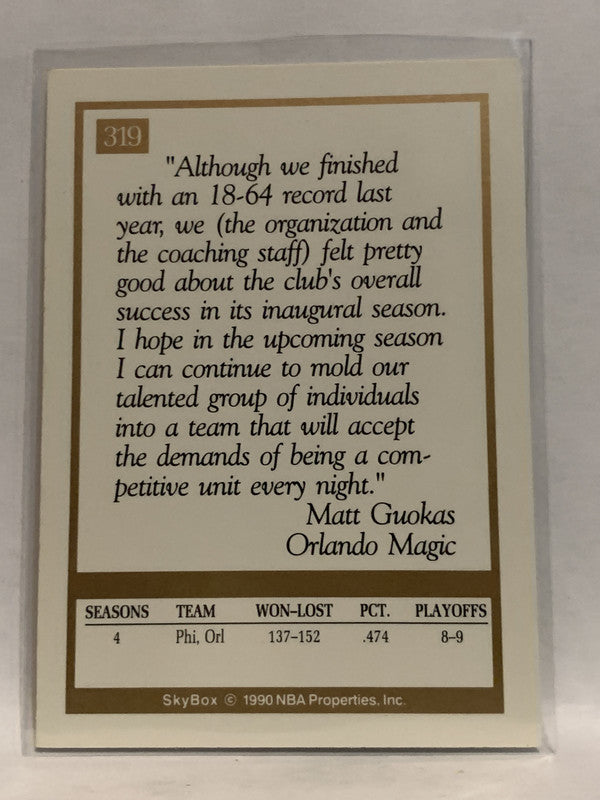 319
"Although we finished
with an 18-64 record last
year, we (the organization and
the coaching staff) felt pretty
good about the club's overall
success in its inaugural season.
I hope in the upcoming season
I can continue to mold our
talented group of individuals
into a team that will accept
the demands of being a com-
petitive unit every night."
Matt Guokas
Orlando Magic
SEASONS TEAM WON-LOST PCT. PLAYOFFS
4 Phi, Orl 137-152 .474 8-9
SkyBox © 1990 NBA Properties, Inc.